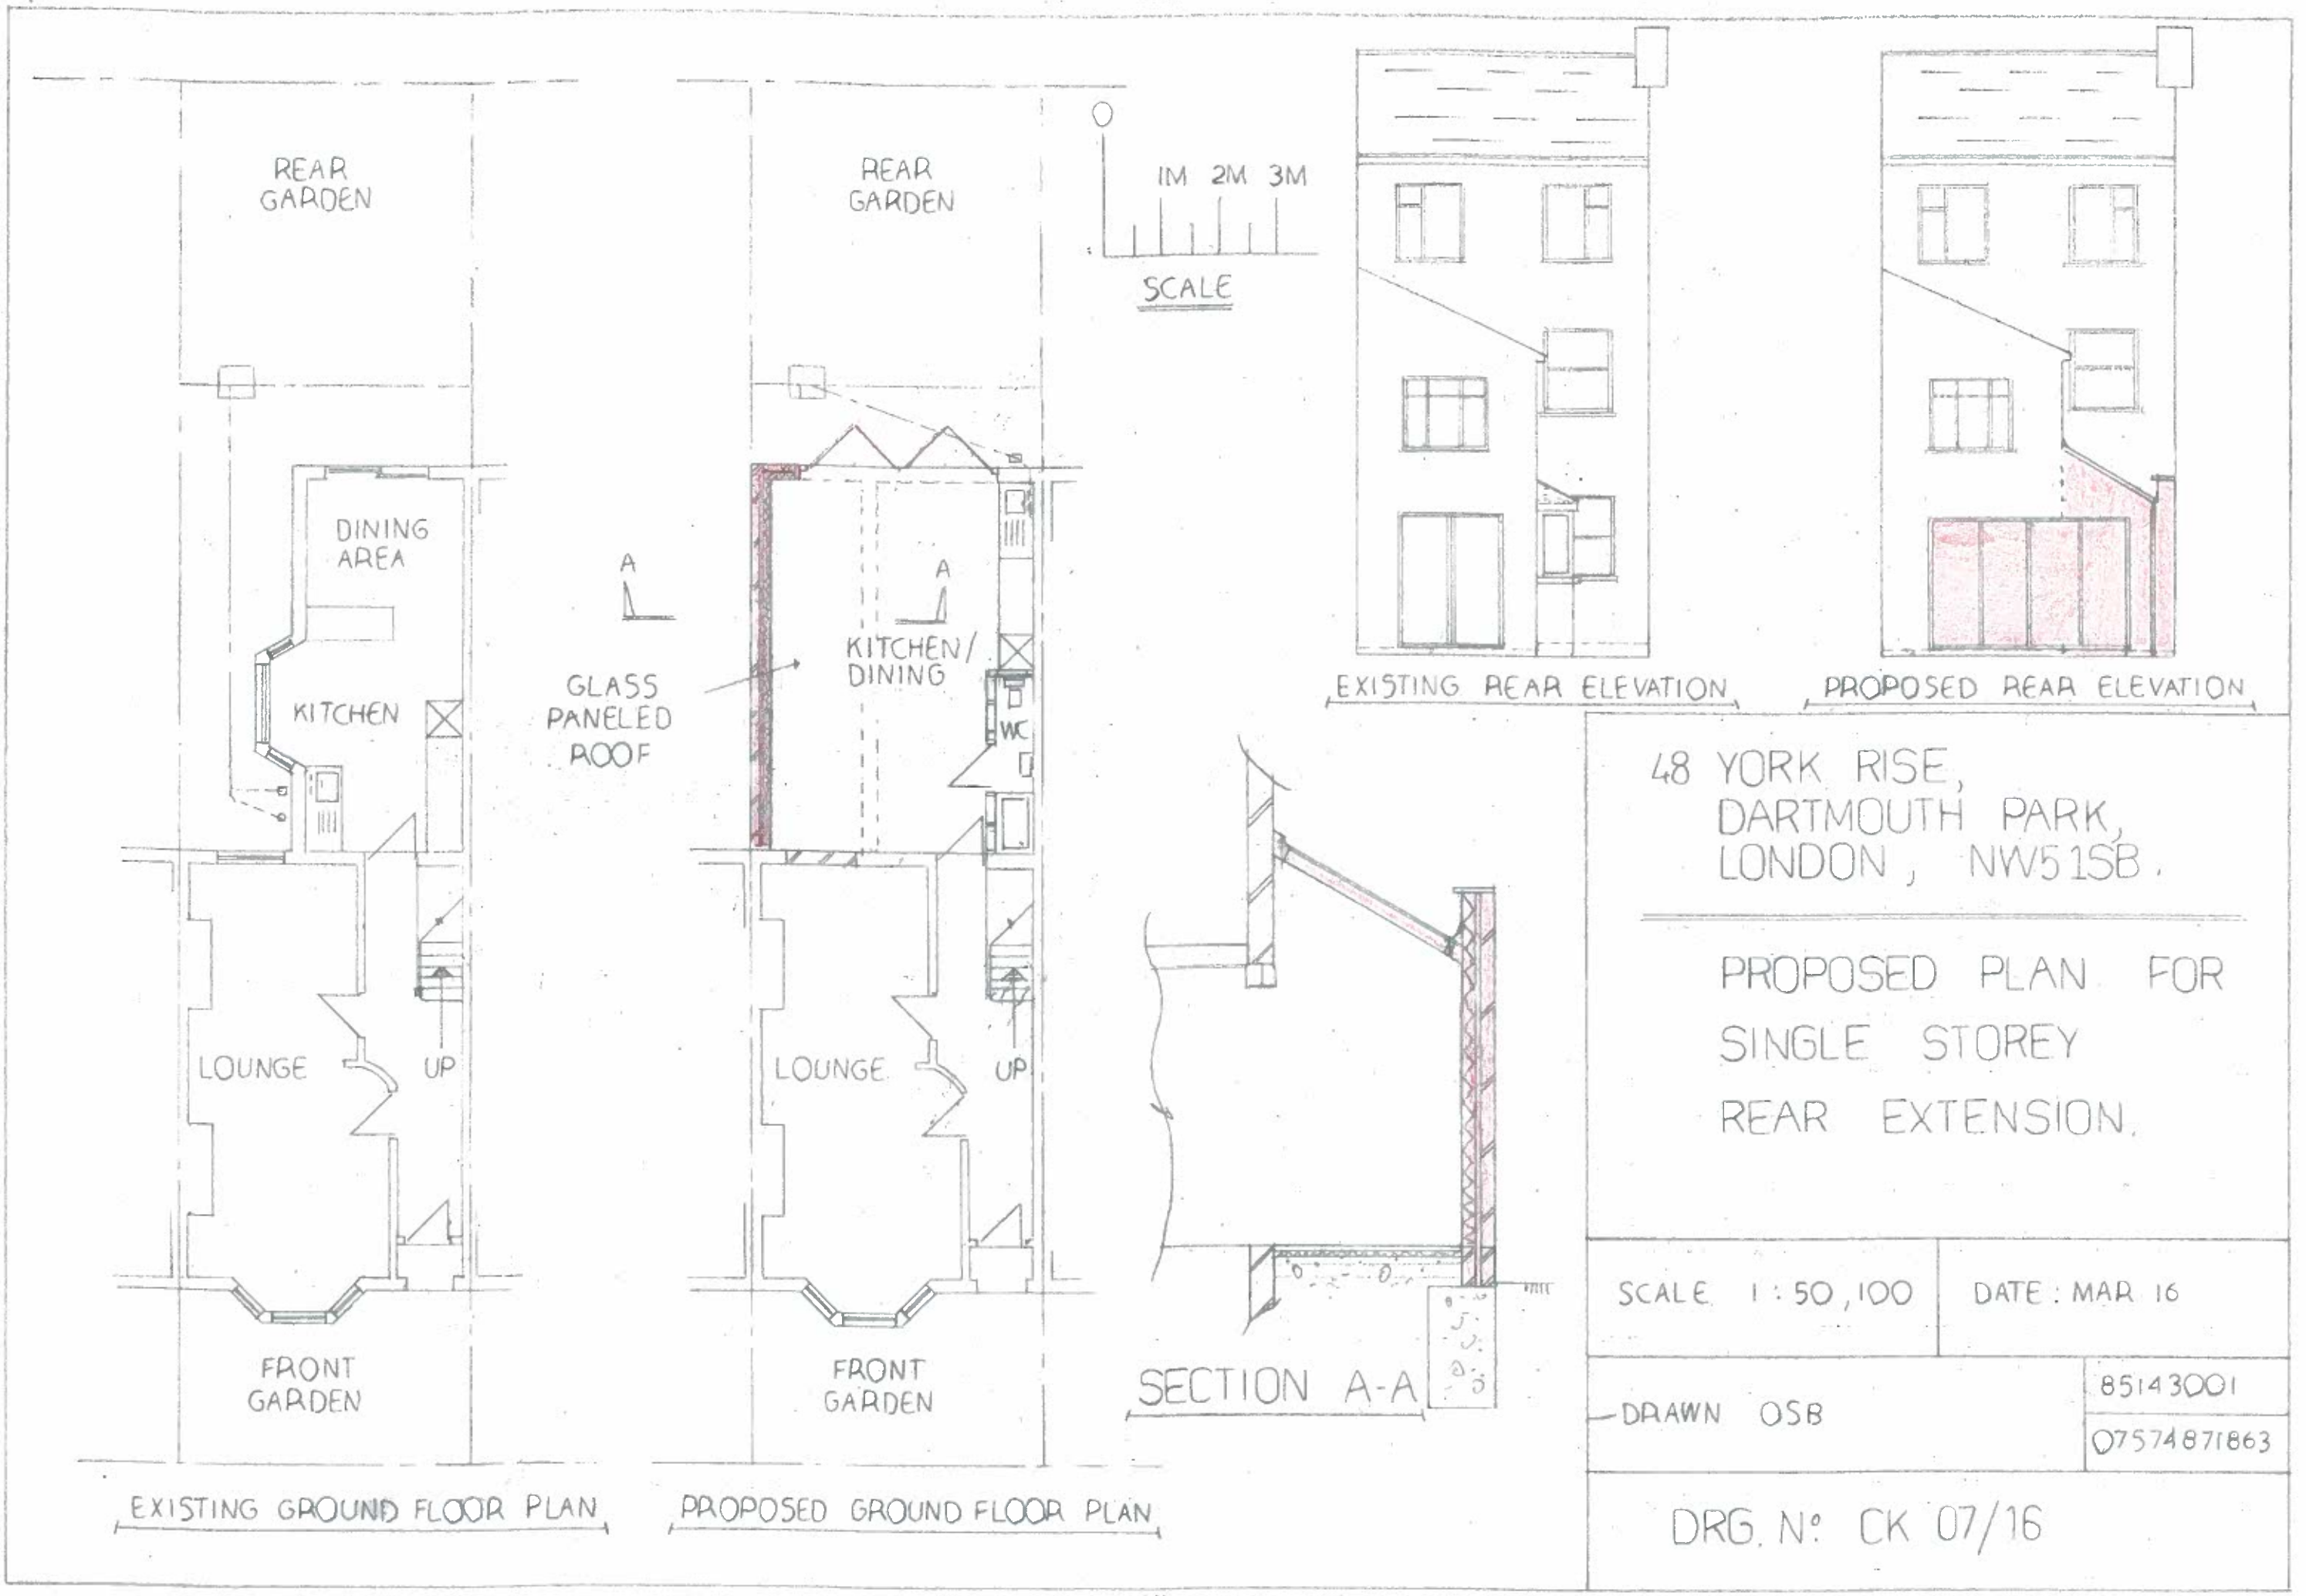 REAR
GARDEN
DINING
AREA
KITCHEN
LOUNGE
UP
FRONT
GARDEN
EXISTING GROUND FLOOR PLAN
REAR
GARDEN
A
A
GLASS
PANELED
ROOF
KITCHEN/
DINING
WC
LOUNGE
UP
FRONT
GARDEN
PROPOSED GROUND FLOOR PLAN
1M 2M 3M
SCALE
EXISTING REAR ELEVATION
PROPOSED REAR ELEVATION
SECTION A-A
48 YORK RISE,
DARTMOUTH PARK,
LONDON, NW5 1SB.
PROPOSED PLAN FOR
SINGLE STOREY
REAR EXTENSION.
SCALE 1:50,100
DATE: MAR 16
DRAWN OSB
85143001
07574871863
DRG. Nº CK 07/16